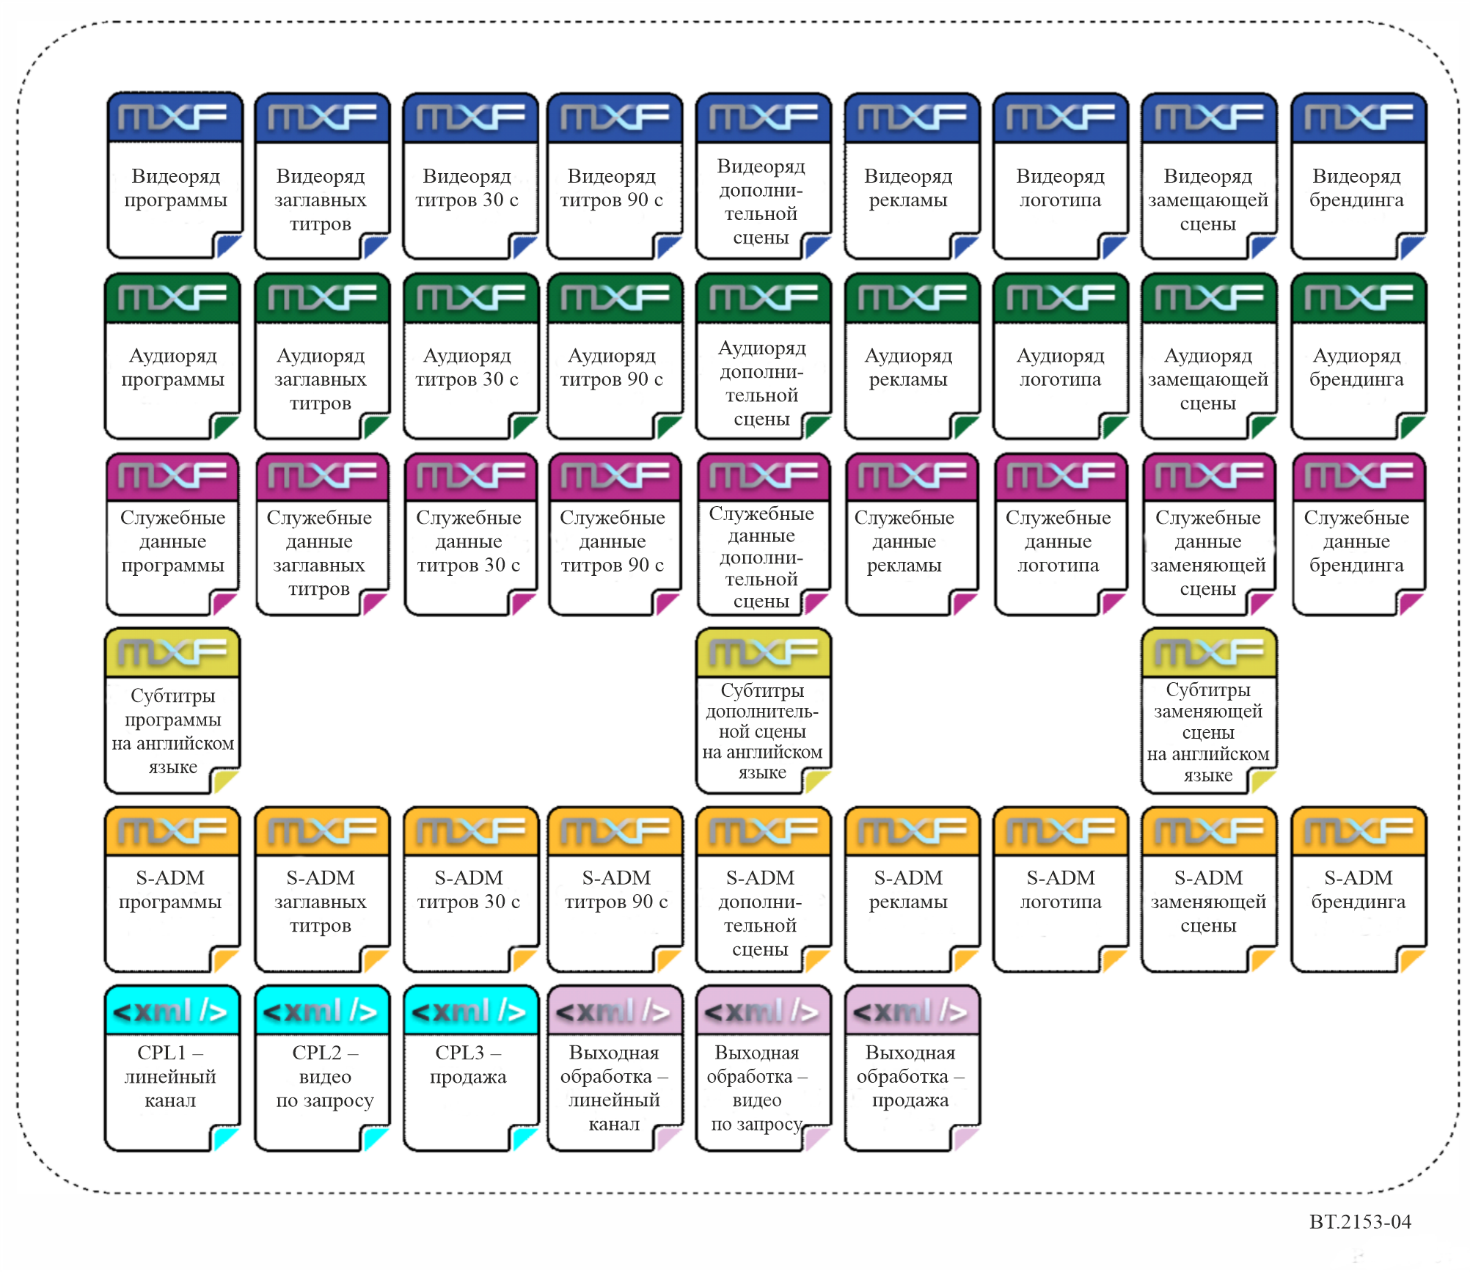 MXF MXF MXF MXF MXF MXF MXF MXF MXF
Видеоряд
программы
Видеоряд
заглавных
титров
Видеоряд
титров 30 с
Видеоряд
титров 90 с
Видеоряд
дополни-
тельной
сцены
Видеоряд
рекламы
Видеоряд
логотипа
Видеоряд
замещающей
сцены
Видеоряд
брендинга
MXF MXF MXF MXF MXF MXF MXF MXF MXF
Аудиоряд
программы
Аудиоряд
заглавных
титров
Аудиоряд
титров 30 с
Аудиоряд
титров 90 с
Аудиоряд
дополни-
тельной
сцены
Аудиоряд
рекламы
Аудиоряд
логотипа
Аудиоряд
замещающей
сцены
Аудиоряд
брендинга
MXF MXF MXF MXF MXF MXF MXF MXF MXF
Служебные
данные
программы
Служебные
данные
заглавных
титров
Служебные
данные
титров 30 с
Служебные
данные
титров 90 с
Служебные
данные
дополни-
тельной
сцены
Служебные
данные
рекламы
Служебные
данные
логотипа
Служебные
данные
заменяющей
сцены
Служебные
данные
брендинга
MXF MXF MXF
Субтитры
программы
на английском
языке
Субтитры
дополнитель-
ной сцены
на английском
языке
Субтитры
заменяющей
сцены
на английском
языке
MXF MXF MXF MXF MXF MXF MXF MXF MXF
S-ADM
программы
S-ADM
заглавных
титров
S-ADM
титров 30 с
S-ADM
титров 90 с
S-ADM
дополни-
тельной
сцены
S-ADM
рекламы
S-ADM
логотипа
S-ADM
заменяющей
сцены
S-ADM
брендинга
<xml /> <xml /> <xml /> <xml /> <xml /> <xml />
CPL1 –
линейный
канал
CPL2 –
видео
по запросу
CPL3 –
продажа
Выходная
обработка –
линейный
канал
Выходная
обработка –
видео
по запросу
Выходная
обработка –
продажа
BT.2153-04